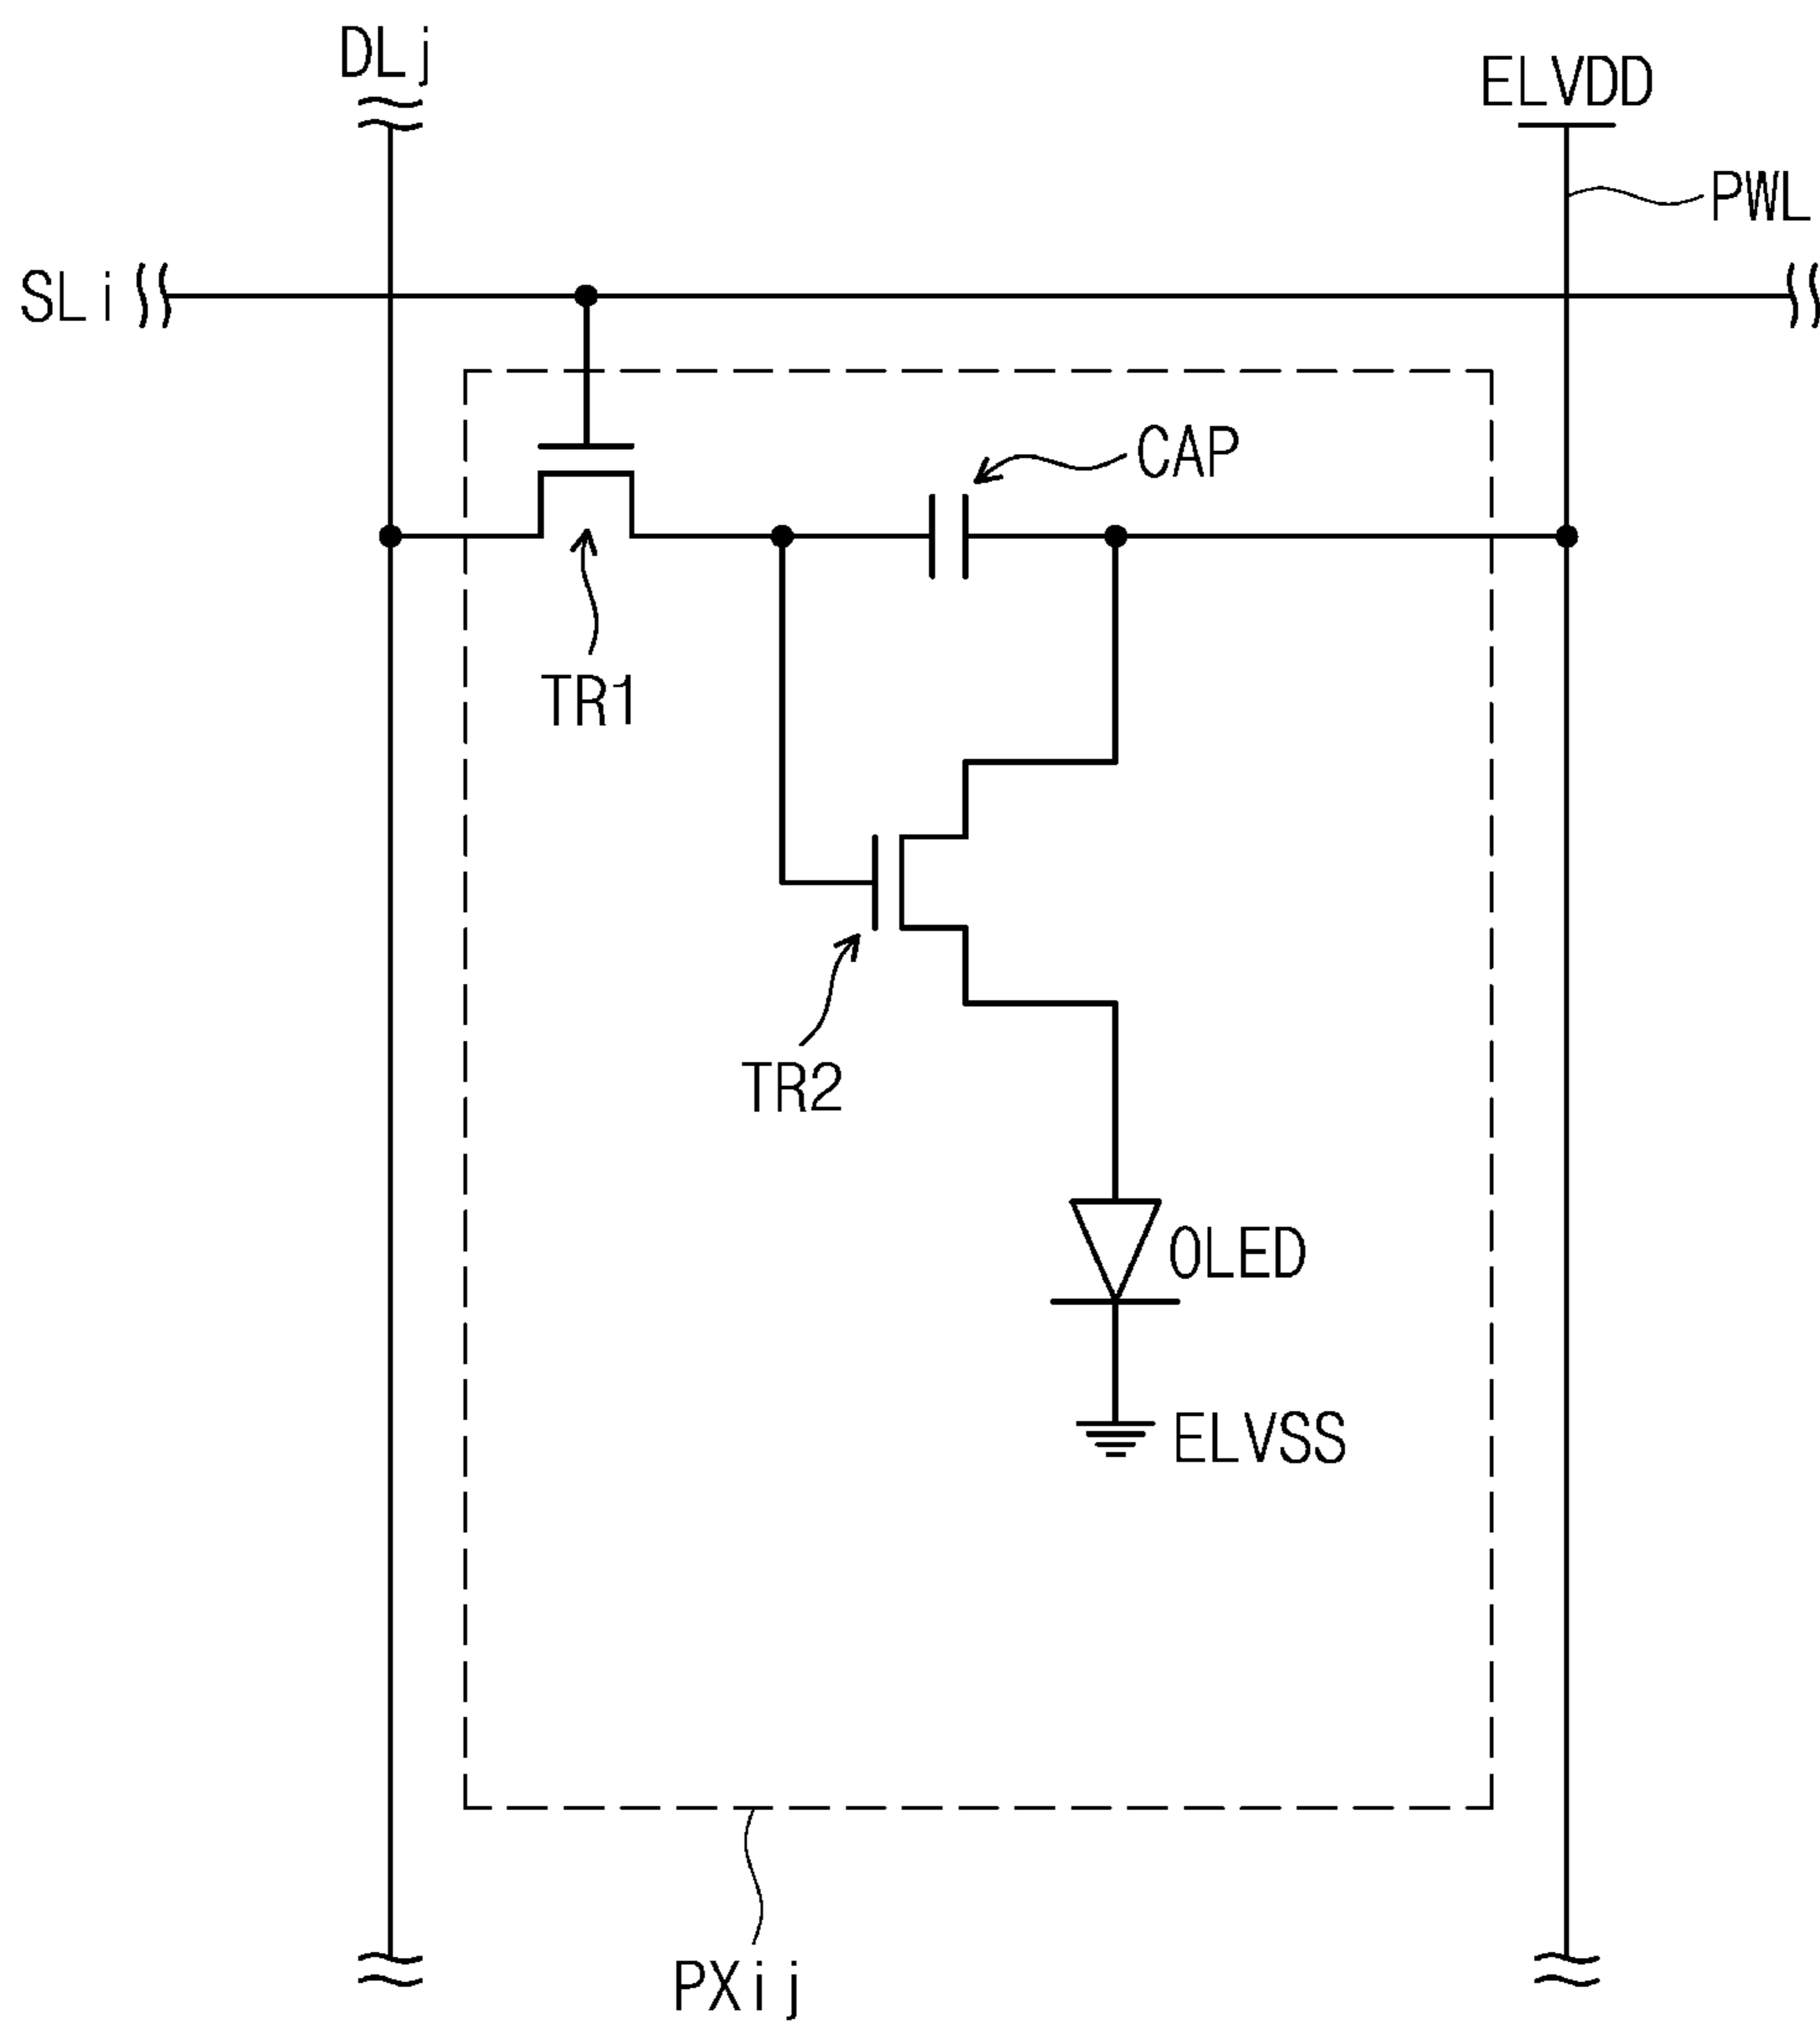 DLj
ELVDD
PWL
SLi
CAP
TR1
TR2
OLED
ELVSS
PXij